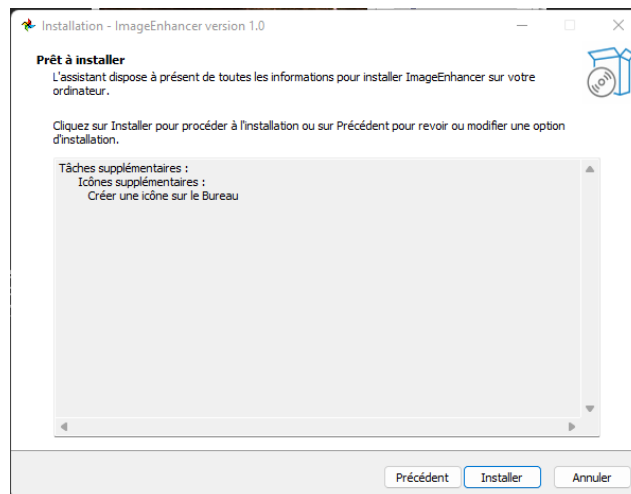 Installation - ImageEnhancer version 1.0
Prêt à installer
L'assistant dispose à présent de toutes les informations pour installer ImageEnhancer sur votre
ordinateur.
Cliquez sur Installer pour procéder à l'installation ou sur Précédent pour revoir ou modifier une option
d'installation.
Tâches supplémentaires :
Icônes supplémentaires :
Créer une icône sur le Bureau
Précédent
Installer
Annuler